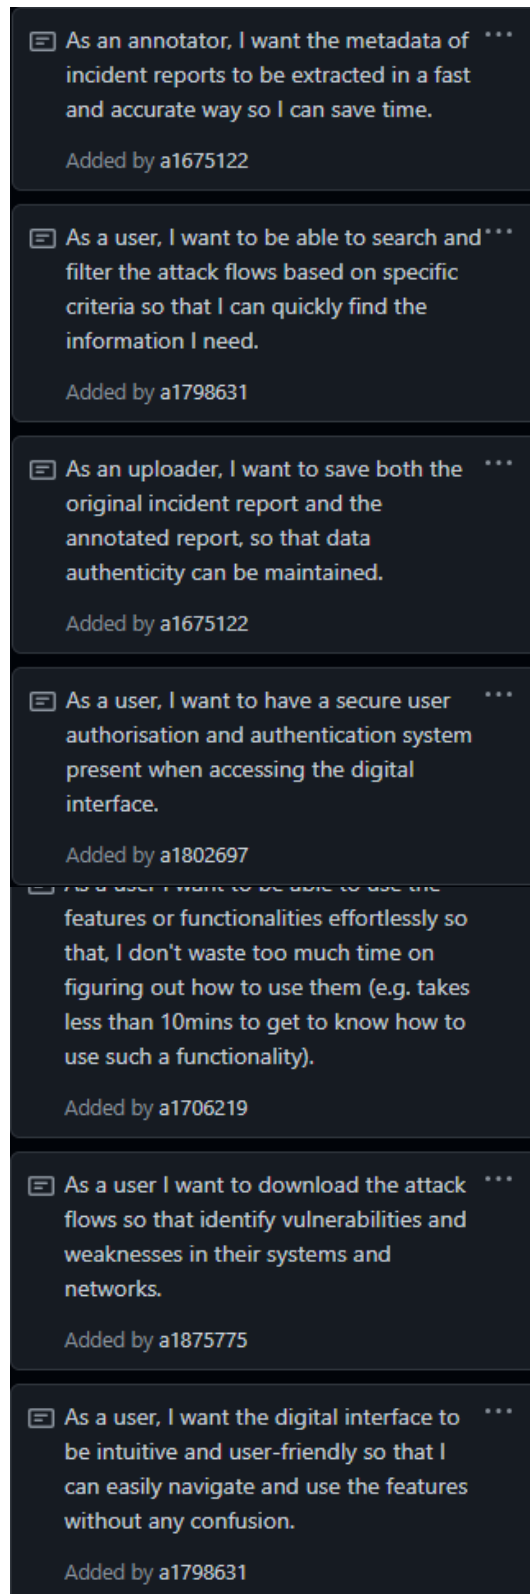 As an annotator, I want the metadata of
incident reports to be extracted in a fast
and accurate way so I can save time.
Added by a1675122
As a user, I want to be able to search and
filter the attack flows based on specific
criteria so that I can quickly find the
information I need.
Added by a1798631
As an uploader, I want to save both the
original incident report and the
annotated report, so that data
authenticity can be maintained.
Added by a1675122
As a user, I want to have a secure user
authorisation and authentication system
present when accessing the digital
interface.
Added by a1802697
As a user I want to be able to use the
features or functionalities effortlessly so
that, I don't waste too much time on
figuring out how to use them (e.g. takes
less than 10mins to get to know how to
use such a functionality).
Added by a1706219
As a user I want to download the attack
flows so that identify vulnerabilities and
weaknesses in their systems and
networks.
Added by a1875775
As a user, I want the digital interface to
be intuitive and user-friendly so that I
can easily navigate and use the features
without any confusion.
Added by a1798631